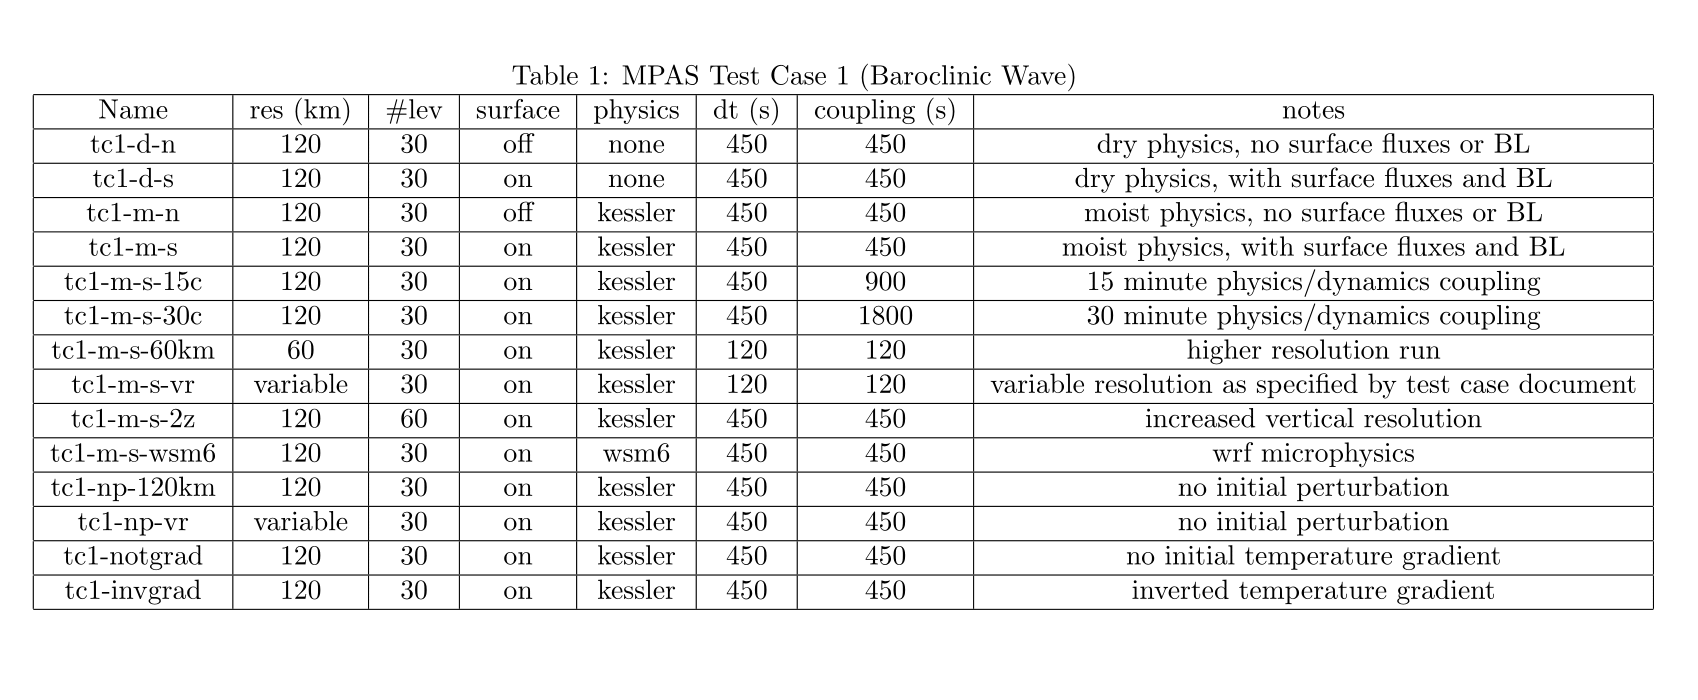 Table 1: MPAS Test Case 1 (Baroclinic Wave)
Name res (km) #lev surface physics dt (s) coupling (s) notes
tc1-d-n 120 30 off none 450 450 dry physics, no surface fluxes or BL
tc1-d-s 120 30 on none 450 450 dry physics, with surface fluxes and BL
tc1-m-n 120 30 off kessler 450 450 moist physics, no surface fluxes or BL
tc1-m-s 120 30 on kessler 450 450 moist physics, with surface fluxes and BL
tc1-m-s-15c 120 30 on kessler 450 900 15 minute physics/dynamics coupling
tc1-m-s-30c 120 30 on kessler 450 1800 30 minute physics/dynamics coupling
tc1-m-s-60km 60 30 on kessler 120 120 higher resolution run
tc1-m-s-vr variable 30 on kessler 120 120 variable resolution as specified by test case document
tc1-m-s-2z 120 60 on kessler 450 450 increased vertical resolution
tc1-m-s-wsm6 120 30 on wsm6 450 450 wrf microphysics
tc1-np-120km 120 30 on kessler 450 450 no initial perturbation
tc1-np-vr variable 30 on kessler 450 450 no initial perturbation
tc1-notgrad 120 30 on kessler 450 450 no initial temperature gradient
tc1-invgrad 120 30 on kessler 450 450 inverted temperature gradient